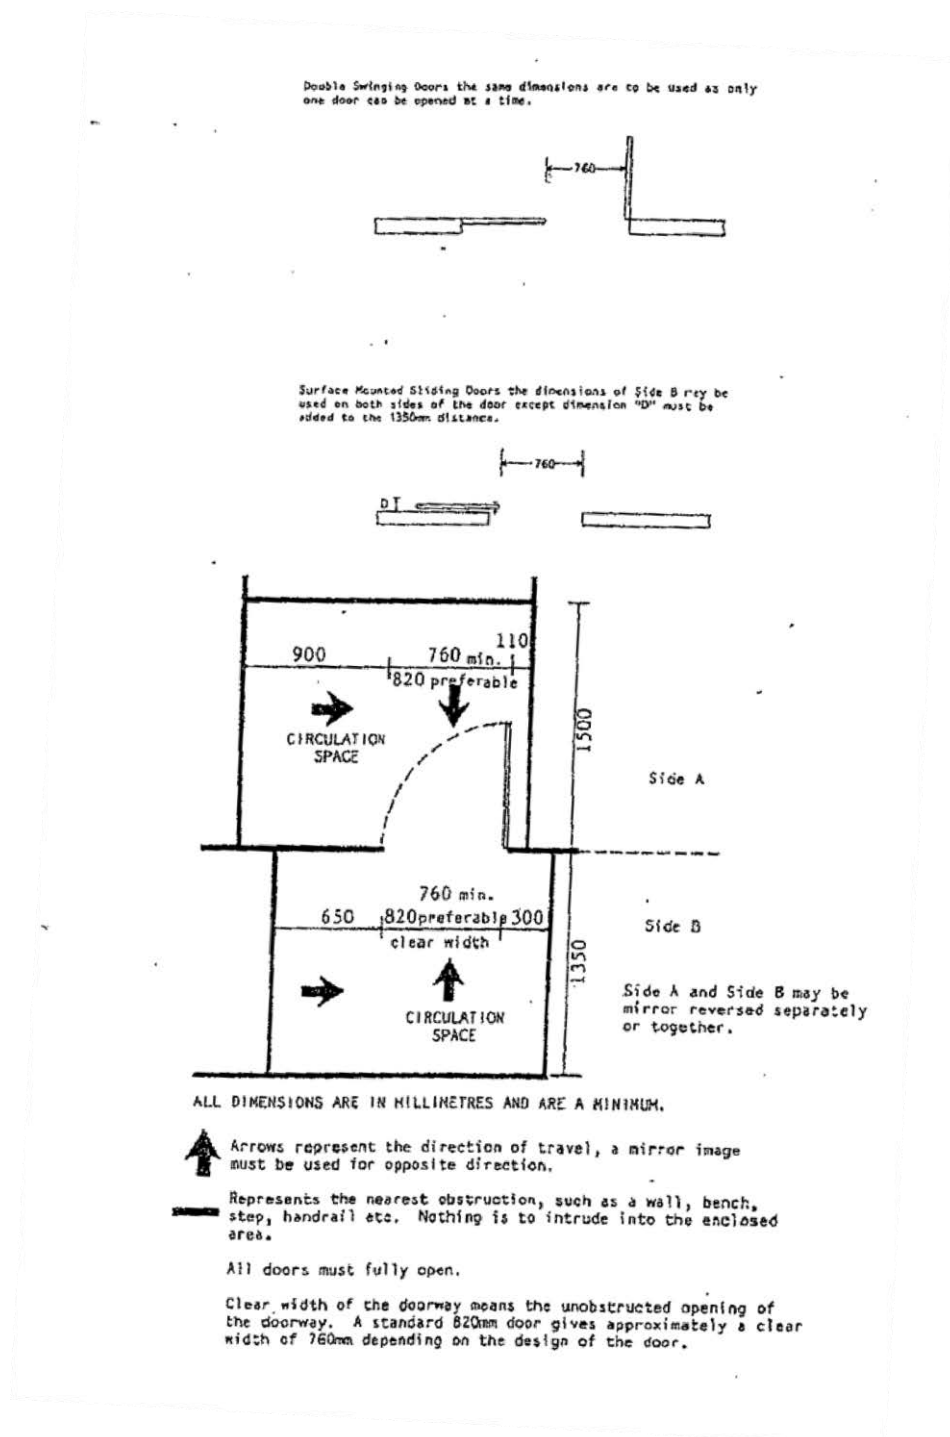 Double Swinging Doors the same dimensions are to be used as only
one door can be opened at a time.
760
Surface Mounted Sliding Doors the dimensions of Side B may be
used on both sides of the door except dimension "D" must be
added to the 1350mm distance.
760
D
110
900 760 min.
820 preferable
1500
CIRCULATION
SPACE
Side A
760 min.
650 820 preferable 300
clear width
Side B
1350
Side A and Side B may be
mirror reversed separately
or together.
CIRCULATION
SPACE
ALL DIMENSIONS ARE IN MILLIMETRES AND ARE A MINIMUM.
Arrows represent the direction of travel, a mirror image
must be used for opposite direction.
Represents the nearest obstruction, such as a wall, bench,
step, handrail etc. Nothing is to intrude into the enclosed
area.
All doors must fully open.
Clear width of the doorway means the unobstructed opening of
the doorway. A standard 820mm door gives approximately a clear
width of 760mm depending on the design of the door.